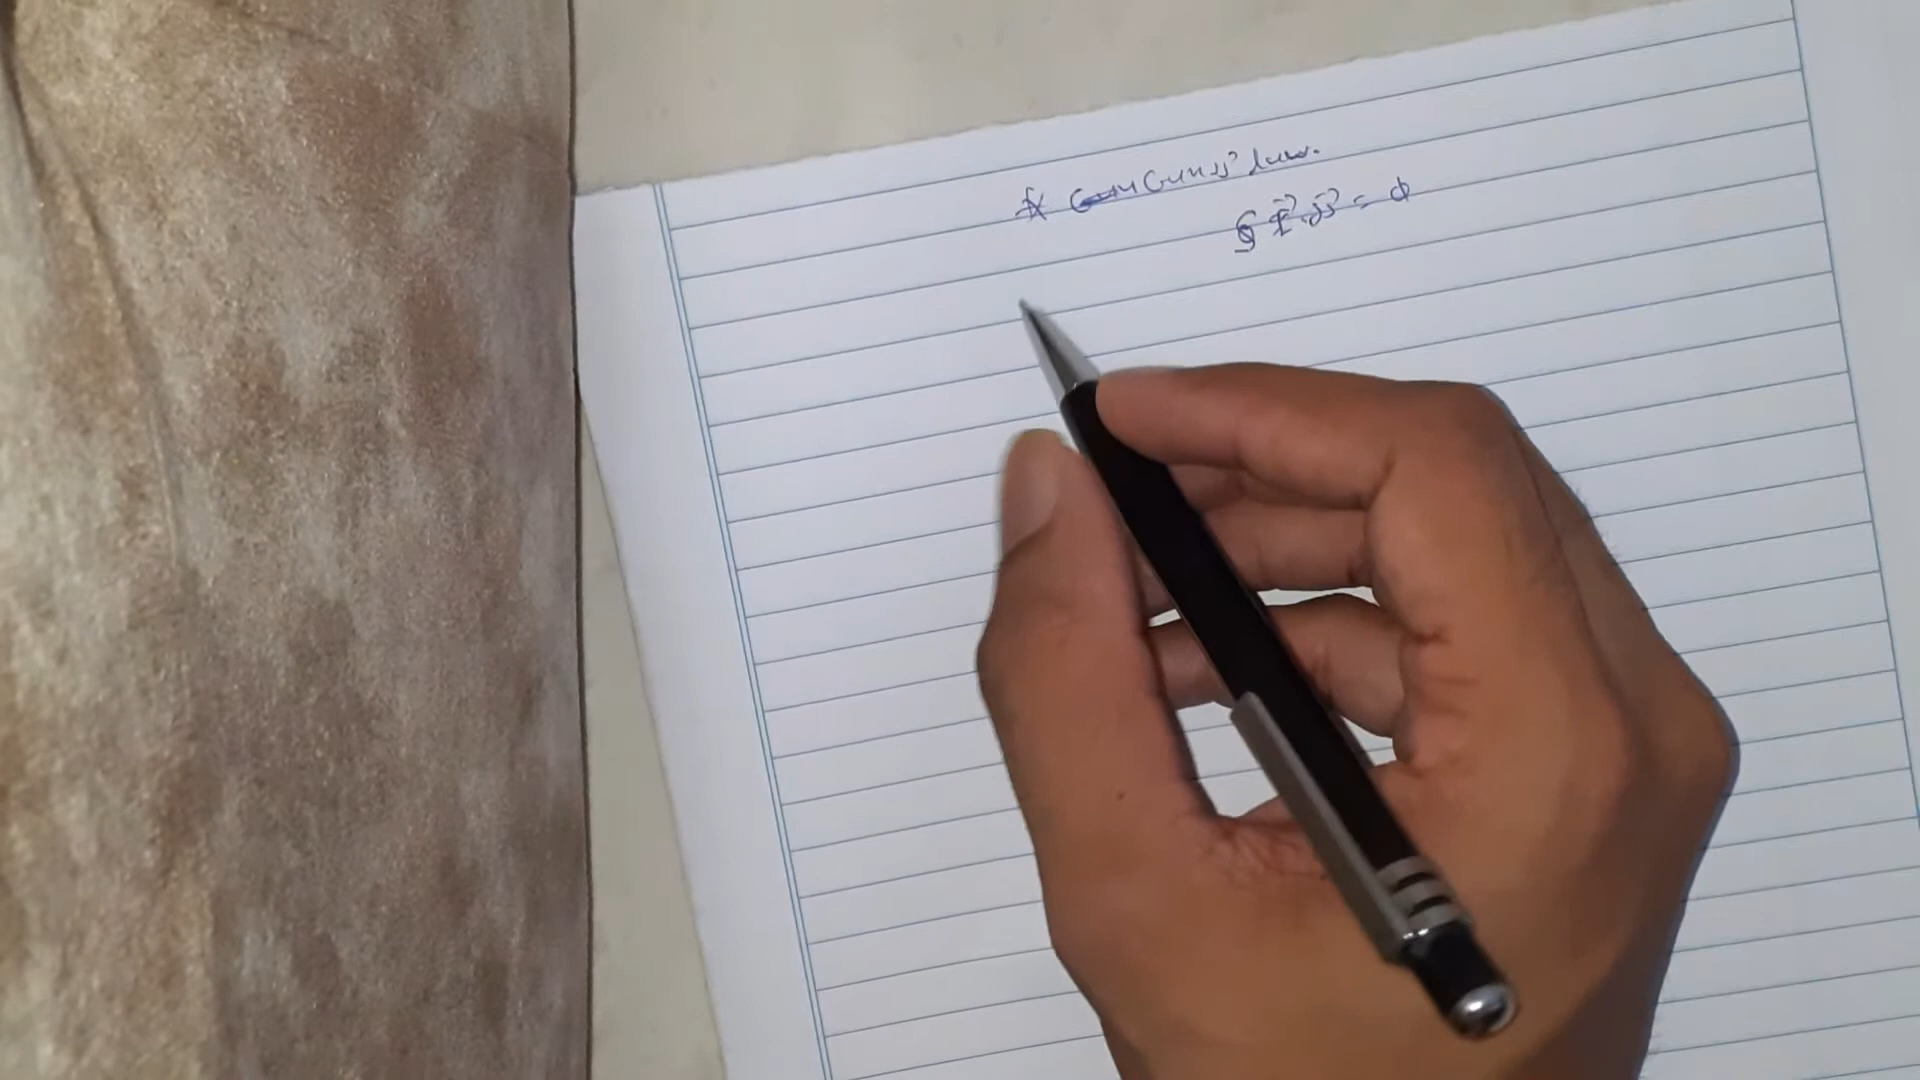 * Gauss' law.
∮ E⃗.ds⃗ = ϕ